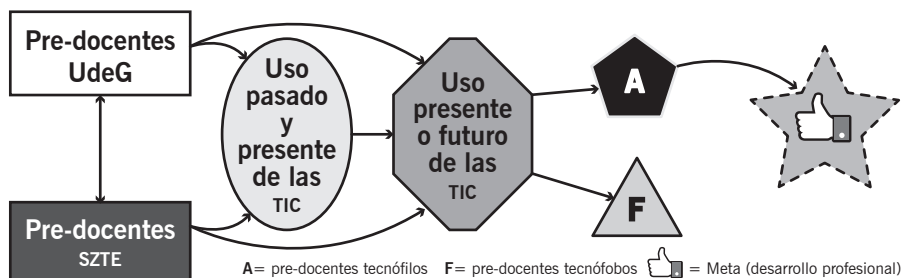 Pre-docentes
UdeG
Uso
pasado
y
presente
de las
TIC
Uso
presente
o futuro
de las
TIC
A
F
Pre-docentes
SZTE
A= pre-docentes tecnófilos F= pre-docentes tecnófobos = Meta (desarrollo profesional)